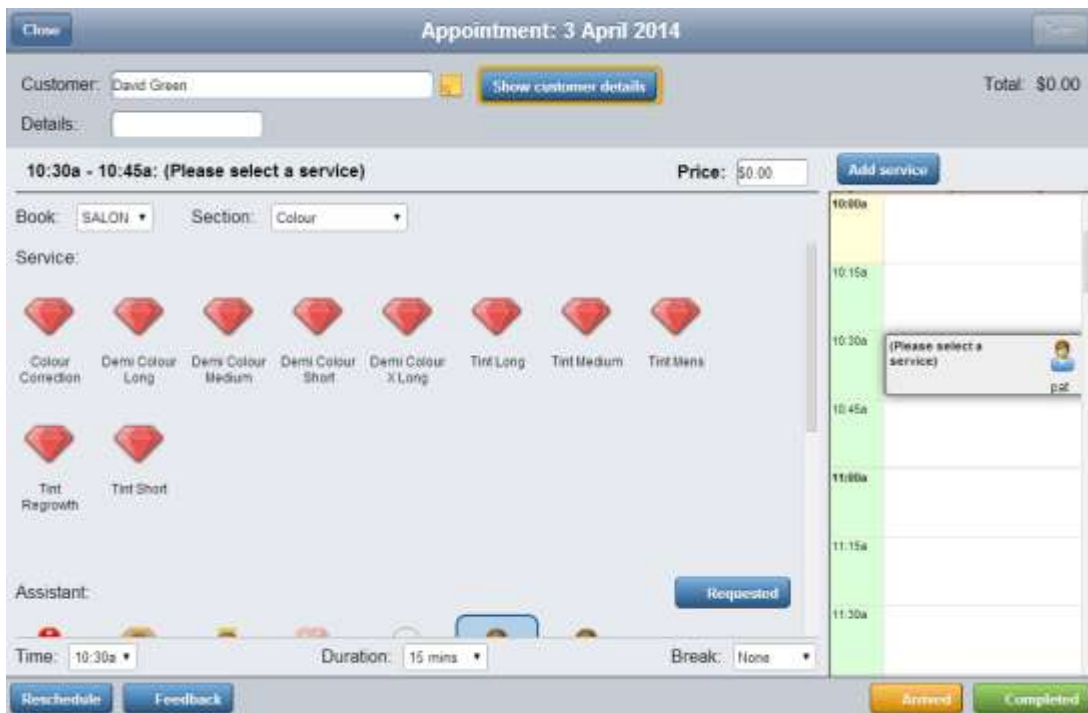 Close
Appointment: 3 April 2014
Customer: David Green
Show customer details
Total: $0.00
Details:
10:30a - 10:45a: (Please select a service)
Price: $0.00
Add service
Book: SALON
Section: Colour
Service:
Colour Correction
Demi Colour Long
Demi Colour Medium
Demi Colour Short
Demi Colour X Long
Tint Long
Tint Medium
Tint Mens
Tint Regrowth
Tint Short
Assistant:
Requested
Time: 10:30a
Duration: 15 mins
Break: None
10:00a
10:15a
10:30a
(Please select a service)
pat
10:45a
11:00a
11:15a
11:30a
Reschedule
Feedback
Arrived
Completed